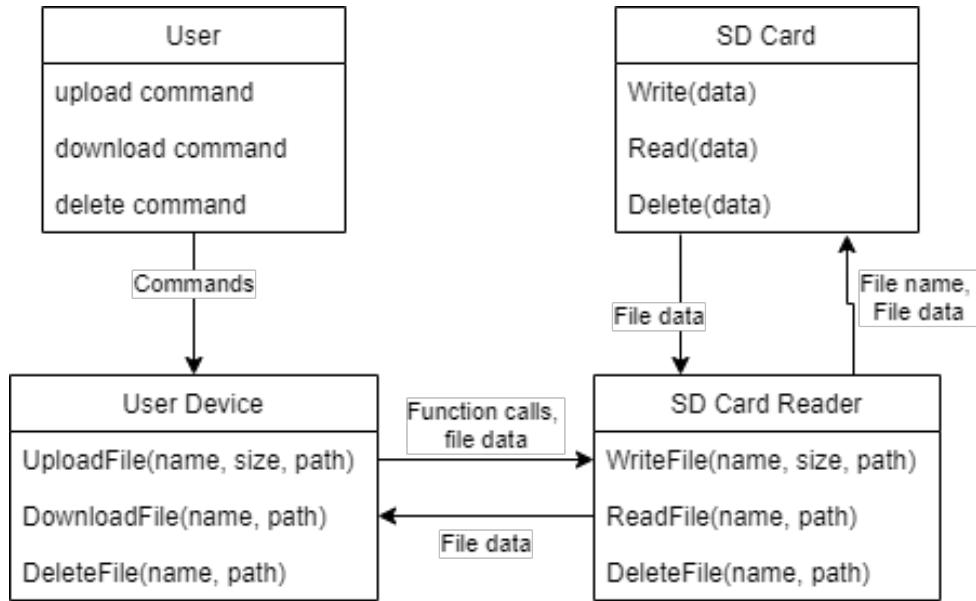 User
upload command
download command
delete command
SD Card
Write(data)
Read(data)
Delete(data)
Commands
File data
File name,
File data
User Device
UploadFile(name, size, path)
DownloadFile(name, path)
DeleteFile(name, path)
Function calls,
file data
File data
SD Card Reader
WriteFile(name, size, path)
ReadFile(name, path)
DeleteFile(name, path)